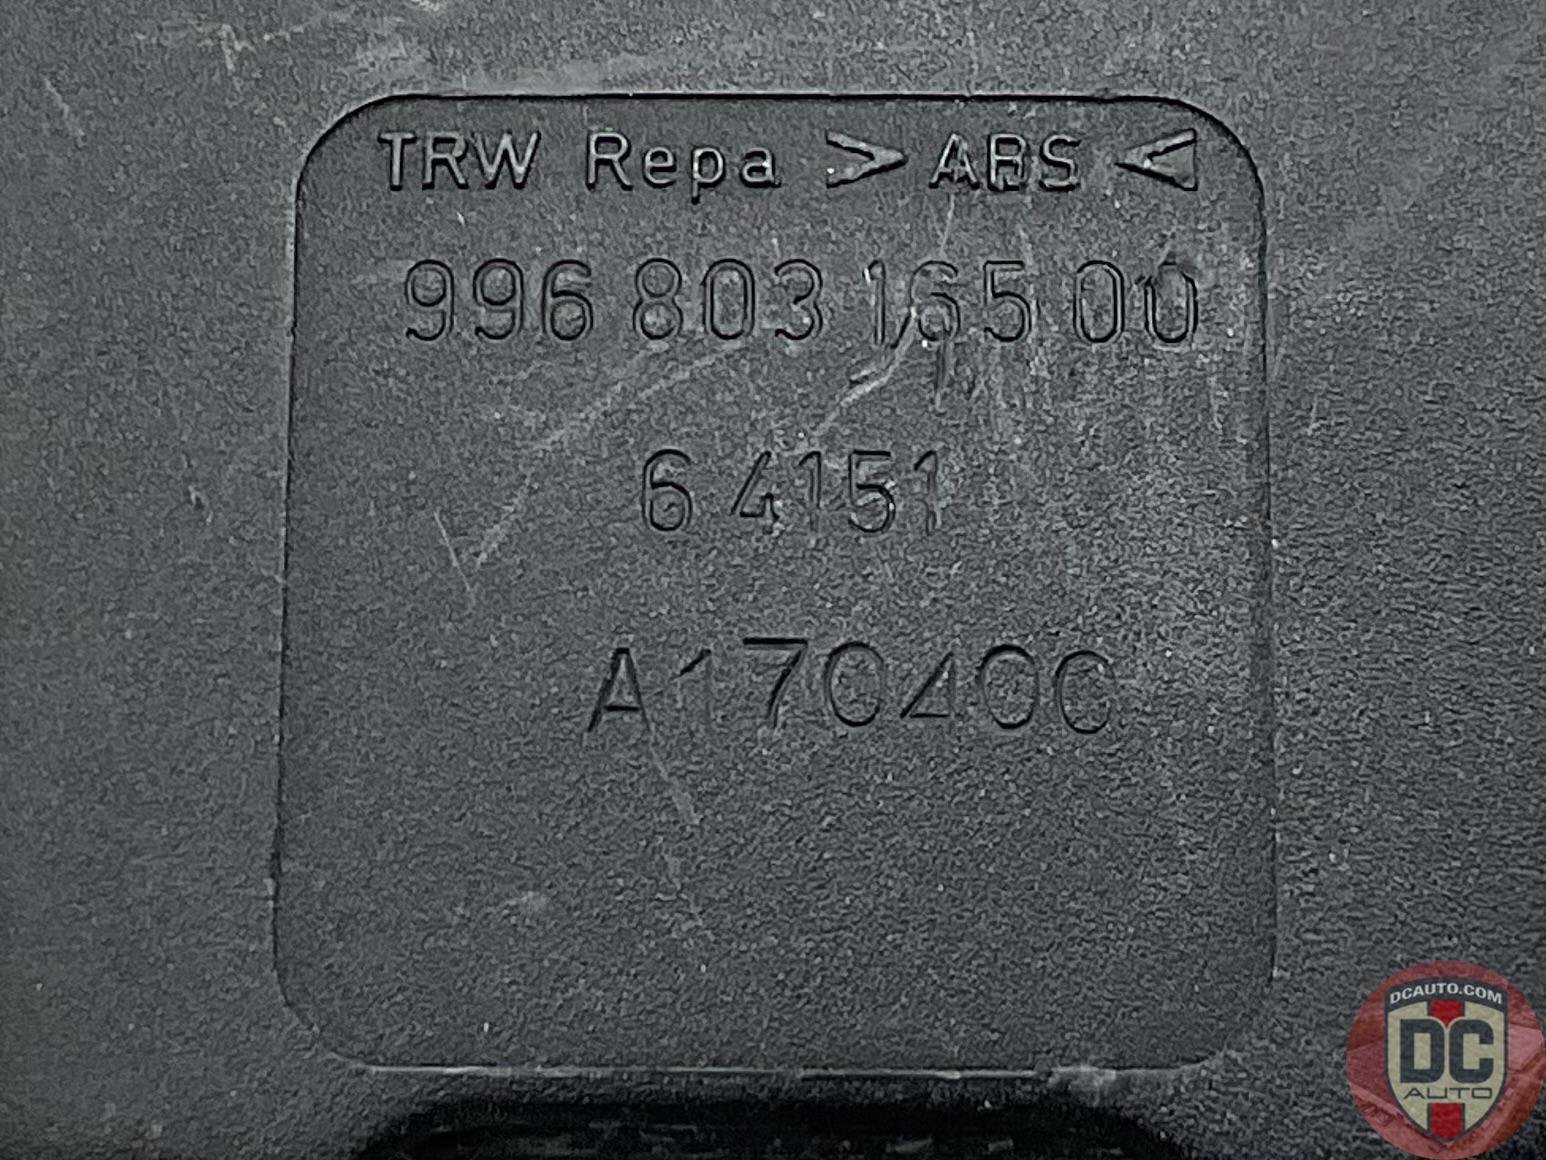 TRW Repa > ABS <
996 803 165 00
6 4151
A170400
DCAUTO.COM
DC
AUTO